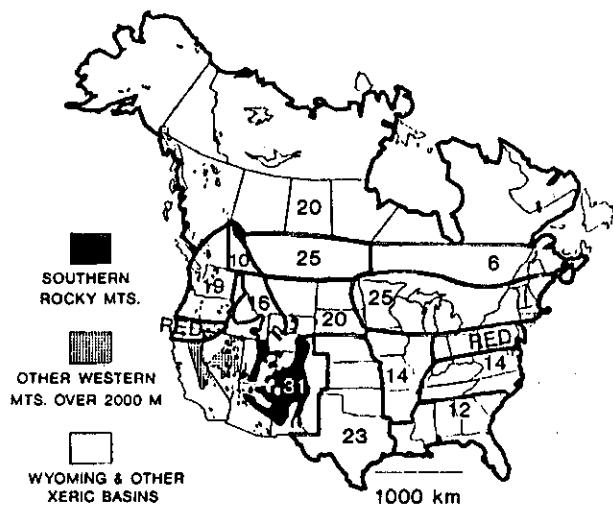 20
10
25
6
19
16
25
RED
20
RED
14
14
31
12
23
1000 km
SOUTHERN
ROCKY MTS.
OTHER WESTERN
MTS. OVER 2000 M
WYOMING & OTHER
XERIC BASINS